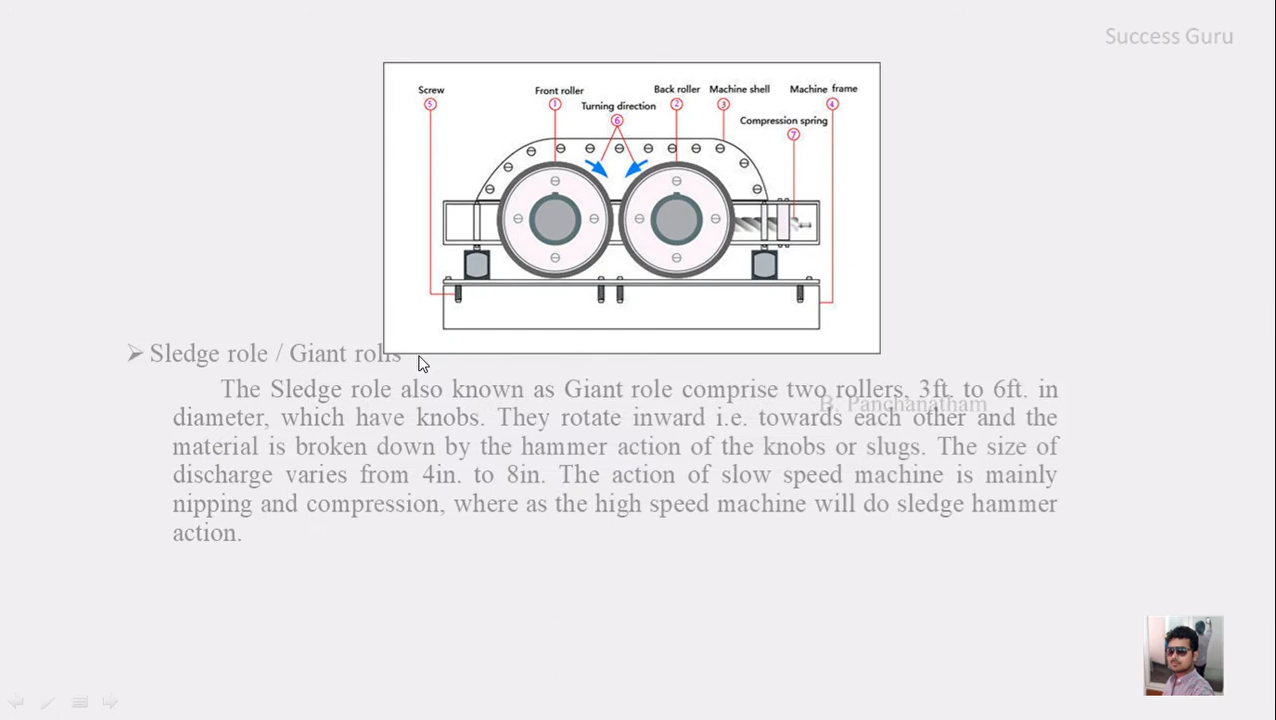 Success Guru
Screw Front roller Back roller Machine shell Machine frame
5 1 Turning direction 2 3 4
6 Compression spring
7
➢ Sledge role / Giant rolls
The Sledge role also known as Giant role comprise two rollers, 3ft. to 6ft. in
B. Panchanatham
diameter, which have knobs. They rotate inward i.e. towards each other and the
material is broken down by the hammer action of the knobs or slugs. The size of
discharge varies from 4in. to 8in. The action of slow speed machine is mainly
nipping and compression, where as the high speed machine will do sledge hammer
action.